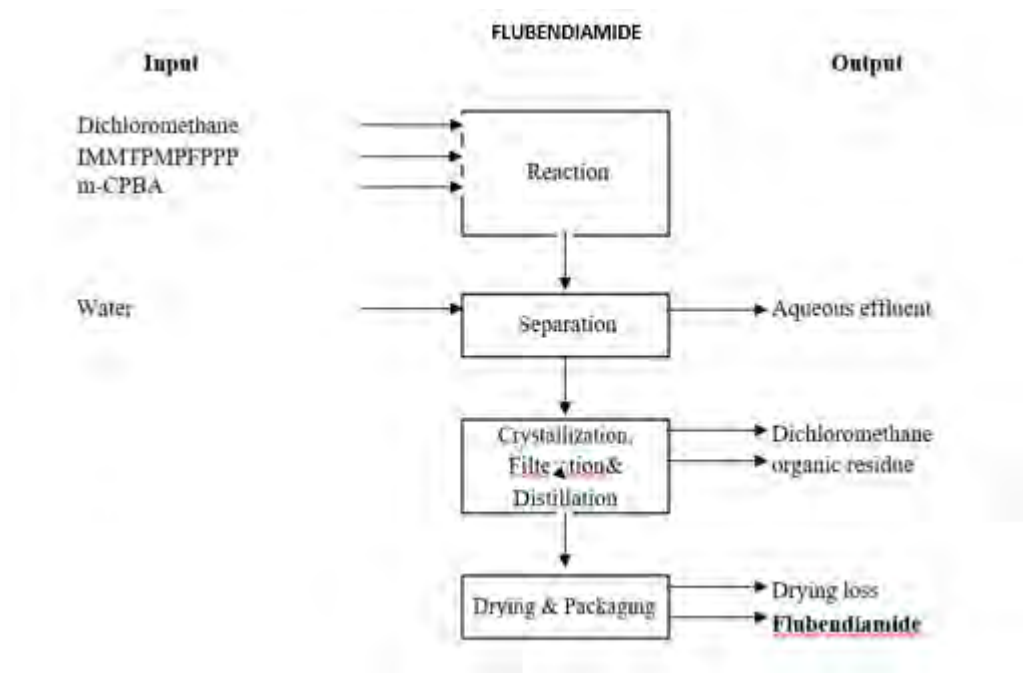 FLUBENDIAMIDE
Input
Output
Dichloromethane
IMMTPMPFPPP
m-CPBA
Reaction
Water
Separation
Aqueous effluent
Crystallization,
&
Distillation
Dichloromethane
organic residue
Drying & Packaging
Drying loss
Flubendiamide